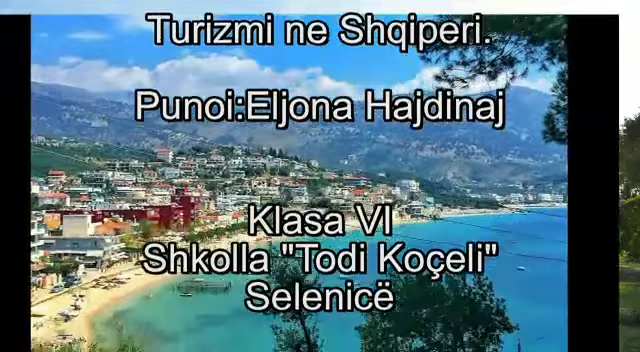 Turizmi ne Shqiperi.
Punoi:Eljona Hajdinaj
Klasa VI
Shkolla "Todi Koçeli"
Selenicë